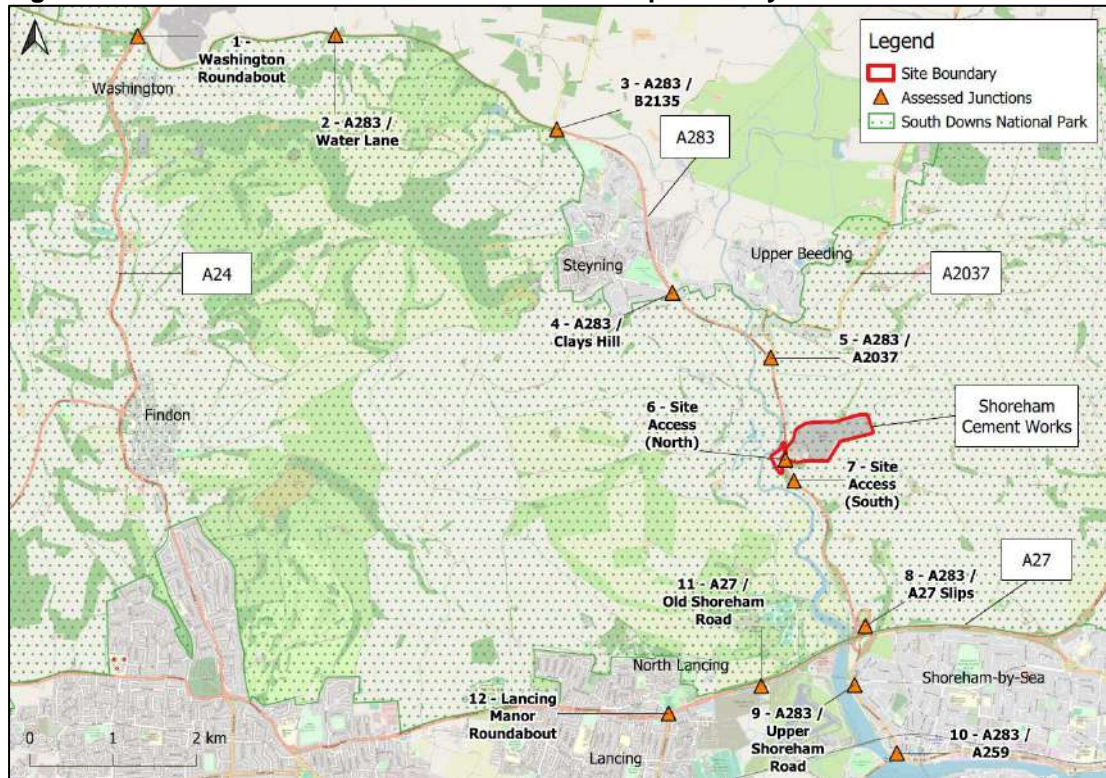 Legend
Site Boundary
Assessed Junctions
South Downs National Park
1 -
Washington
Roundabout
Washington
2 - A283 /
Water Lane
3 - A283 /
B2135
A283
Steyning
Upper Beeding
A24
A2037
4 - A283 /
Clays Hill
5 - A283 /
A2037
Findon
6 - Site
Access
(North)
Shoreham
Cement Works
7 - Site
Access
(South)
A27
11 - A27 /
Old Shoreham
Road
8 - A283 /
A27 Slips
North Lancing
Shoreham-by-Sea
12 - Lancing
Manor
Roundabout
Lancing
9 - A283 /
Upper
Shoreham
Road
10 - A283 /
A259
0 1 2 km